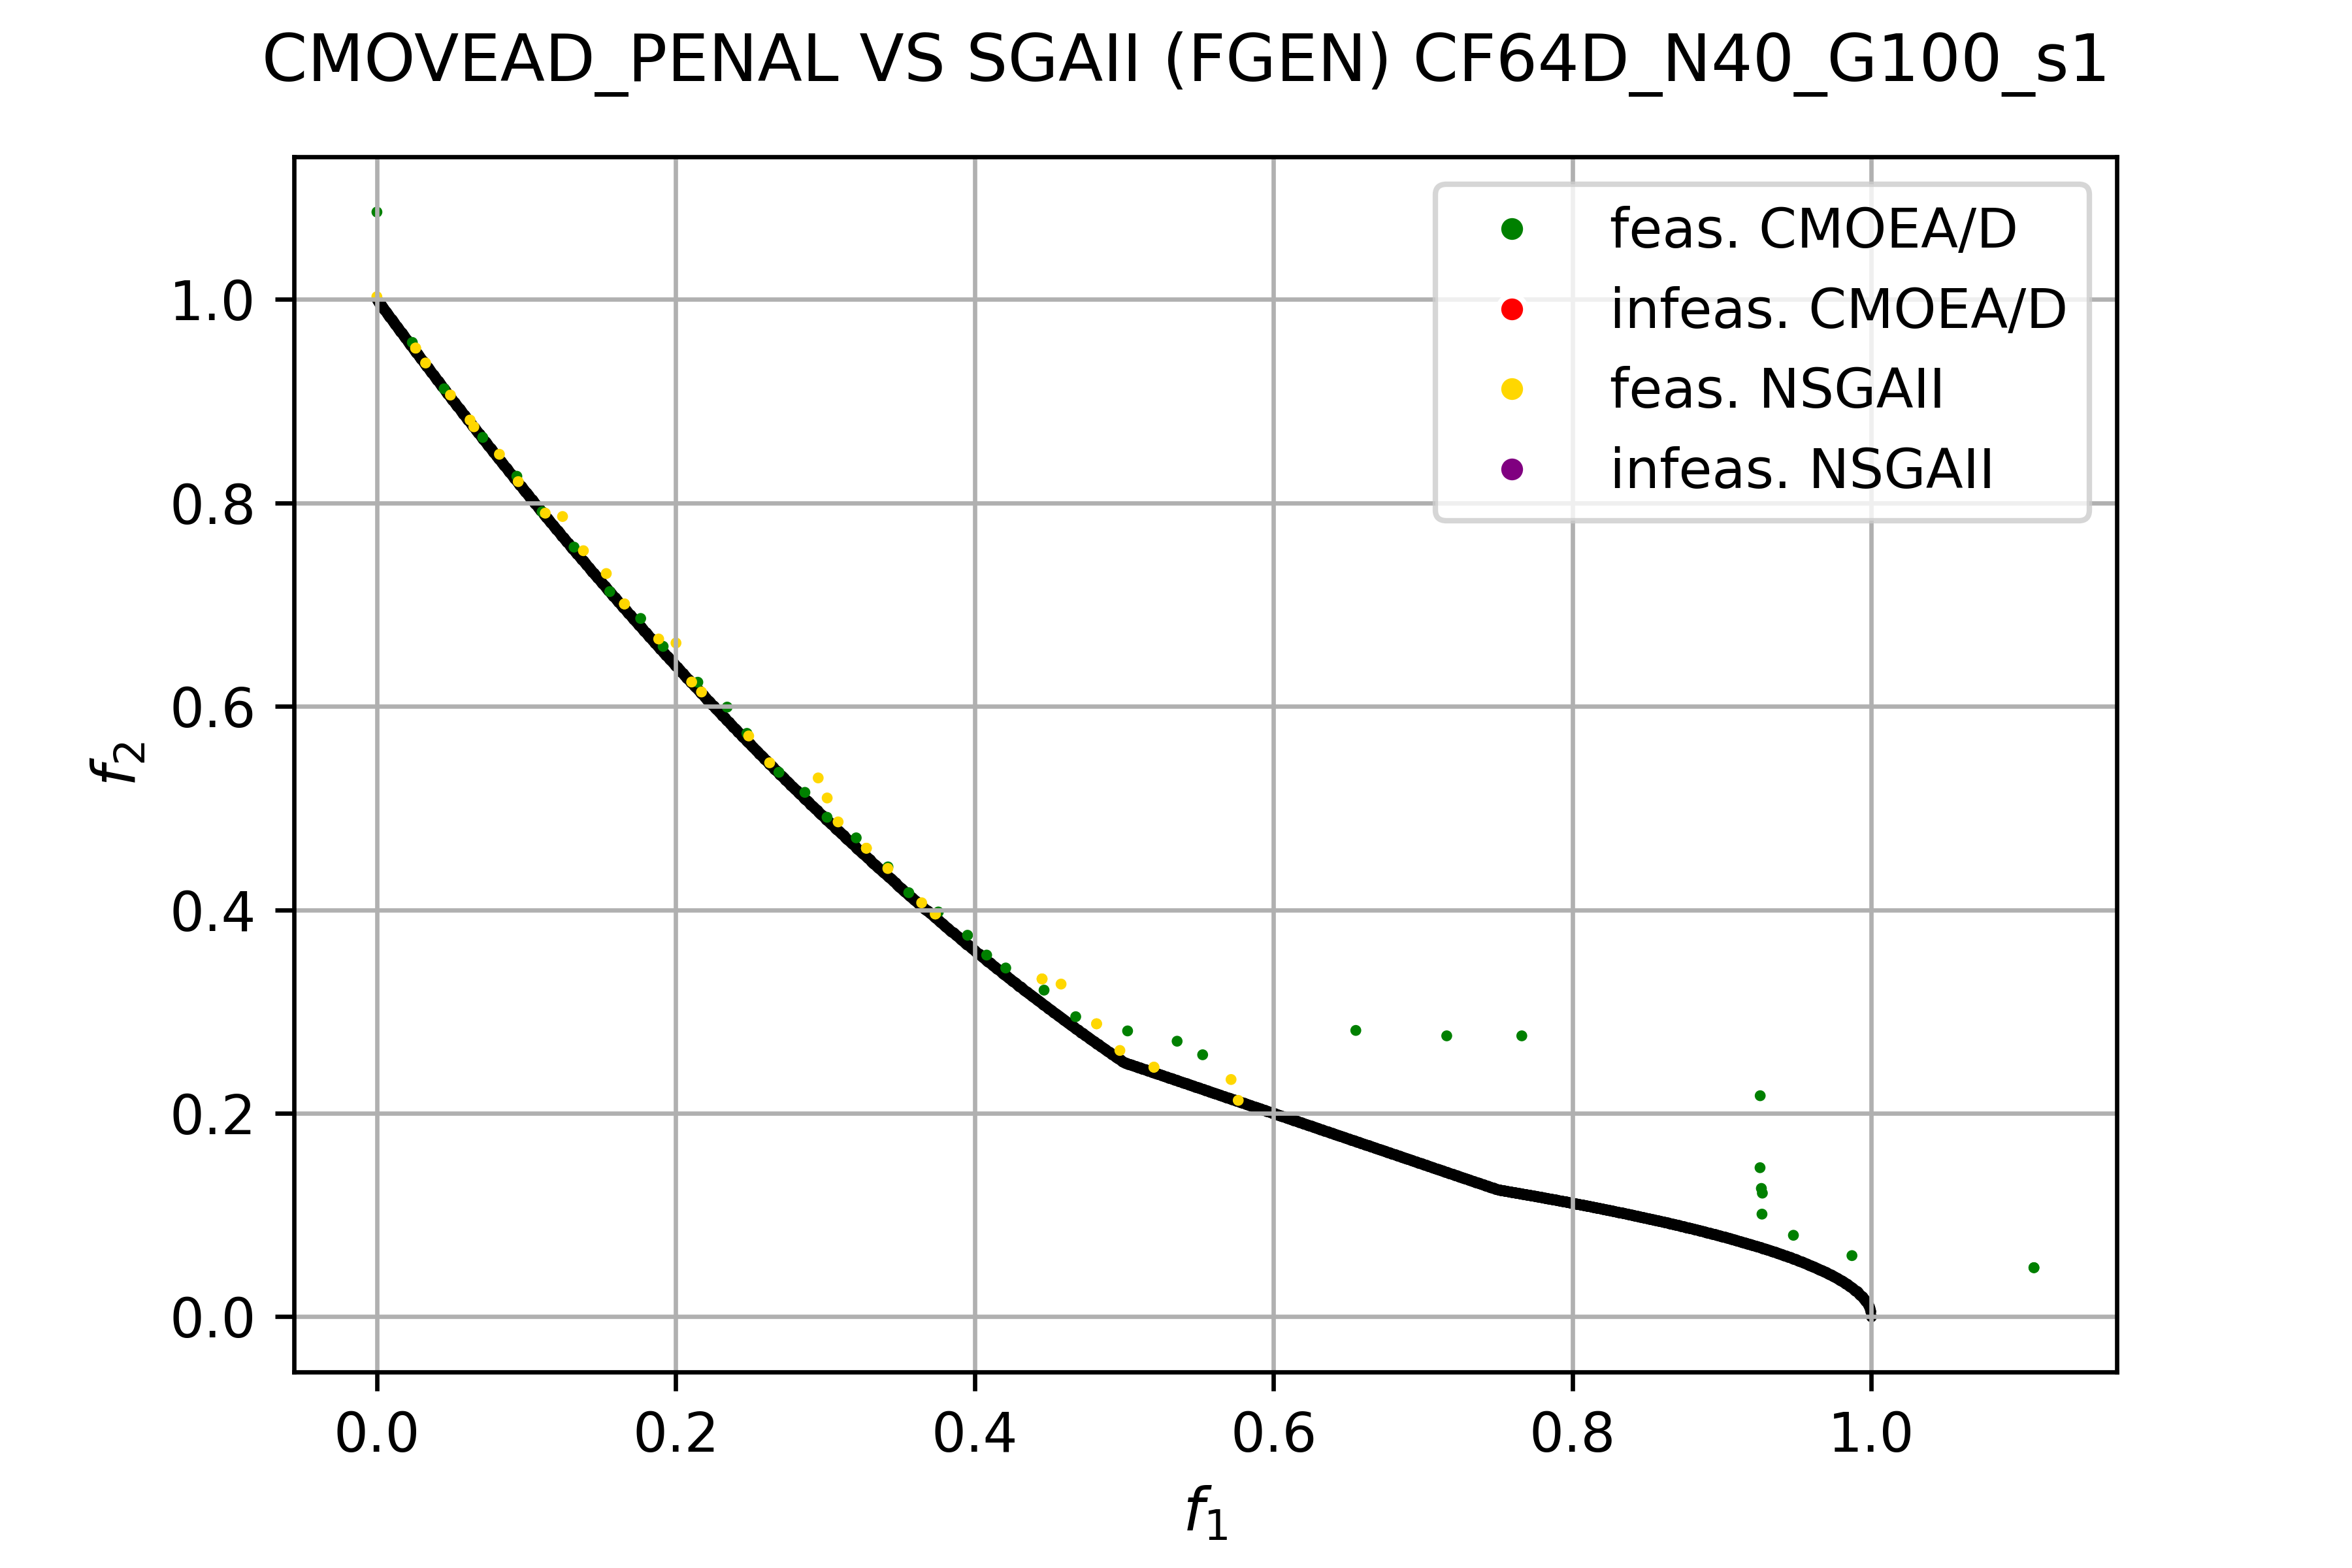 CMOVEAD_PENAL VS SGAII (FGEN) CF64D_N40_G100_s1
feas. CMOEA/D
infeas. CMOEA/D
feas. NSGAII
infeas. NSGAII
1.0
0.8
0.6
0.4
0.2
0.0
f2
0.0 0.2 0.4 0.6 0.8 1.0
f1